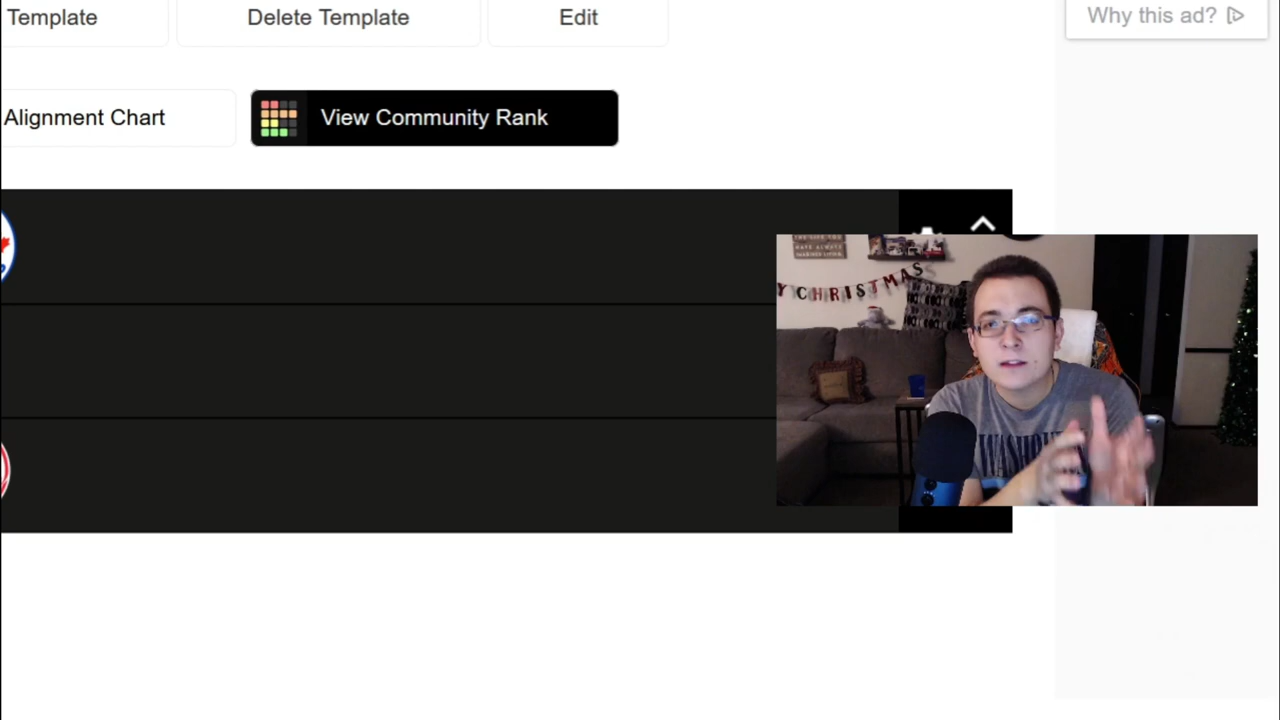 Template
Delete Template
Edit
Why this ad?
Alignment Chart
View Community Rank
Y CHRISTMAS